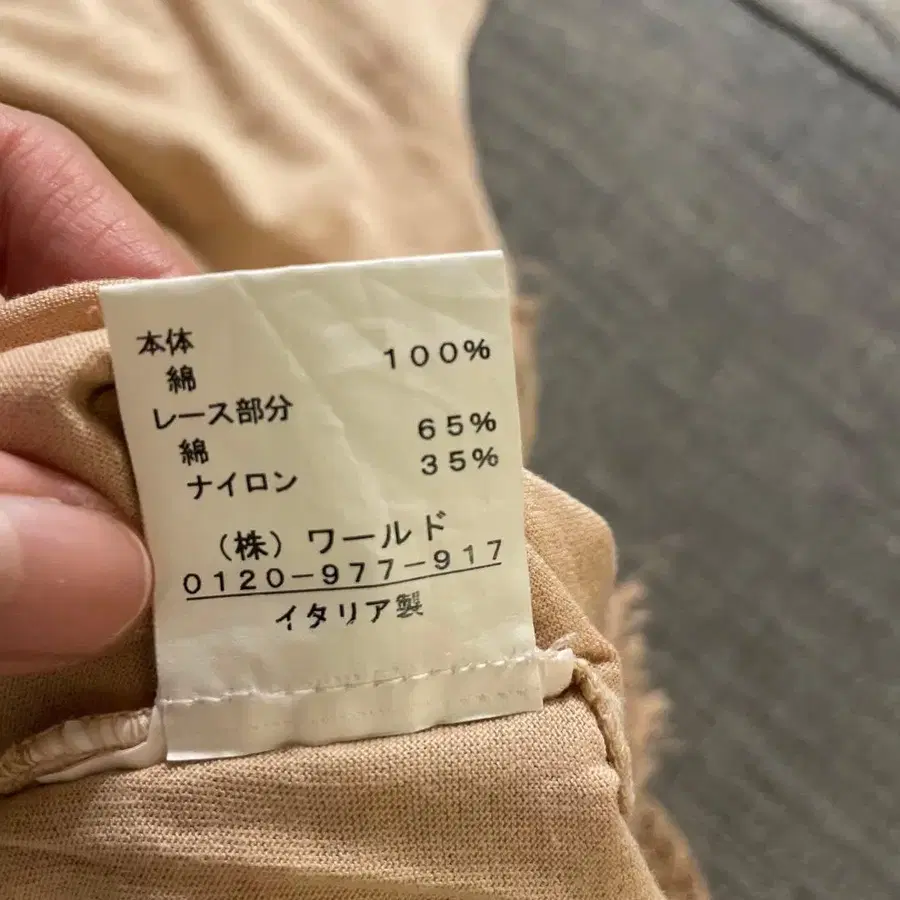 本体
綿 100%
レース部分
綿 65%
ナイロン 35%
（株）ワールド
0120-977-917
イタリア製